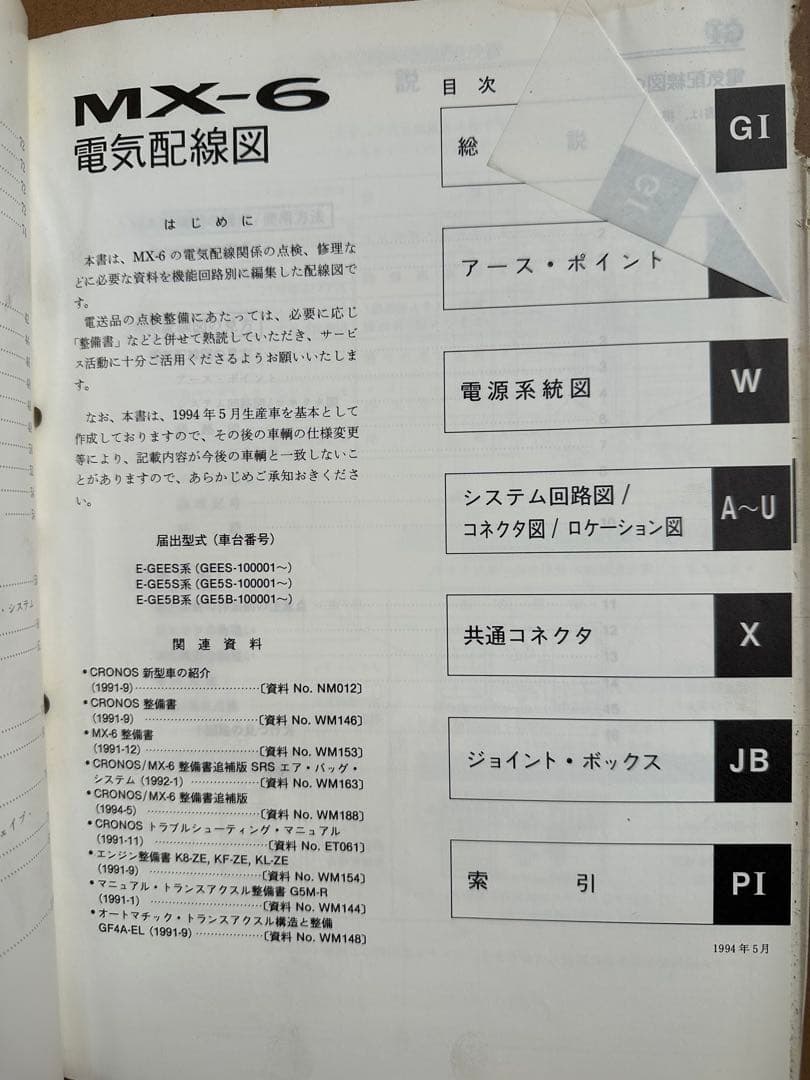 MX-6
電気配線図
はじめに
本書は、MX-6 の電気配線関係の点検、修理な
どに必要な資料を機能回路別に編集した配線図で
す。
電送品の点検整備にあたっては、必要に応じ
「整備書」などと併せて熟読していただき、サービ
ス活動に十分ご活用くださるようお願いいたしま
す。
なお、本書は、1994年5月生産車を基本として
作成しておりますので、その後の車輌の仕様変更
等により、記載内容が今後の車輌と一致しないこ
とがありますので、あらかじめご承知おきくださ
い。
届出型式（車台番号）
E-GEES系（GEES-100001〜）
E-GE5S系（GE5S-100001〜）
E-GE5B系（GE5B-100001〜）
関連資料
•CRONOS 新型車の紹介
(1991-9)……………………………〔資料 No. NM012〕
•CRONOS 整備書
(1991-9) …………………………〔資料 No. WM146〕
•MX-6 整備書
(1991-12) …………………………〔資料 No. WM153〕
•CRONOS/MX-6 整備書追補版 SRS エア・バッグ・
システム (1992-1) ………………〔資料 No. WM163〕
•CRONOS/MX-6 整備書追補版
(1994-5) …………………………〔資料 No. WM188〕
•CRONOS トラブルシューティング・マニュアル
(1991-11) …………………………〔資料 No. ET061〕
•エンジン整備書 K8-ZE, KF-ZE, KL-ZE
(1991-9) …………………………〔資料 No. WM154〕
•マニュアル・トランスアクスル整備書 G5M-R
(1991-1) …………………………〔資料 No. WM144〕
•オートマチック・トランスアクスル構造と整備
GF4A-EL (1991-9) ………………〔資料 No. WM148〕
目次
総 説 GI
アース・ポイント
電源系統図 W
システム回路図/
コネクタ図/ロケーション図 A〜U
共通コネクタ X
ジョイント・ボックス JB
索引 PI
1994年5月